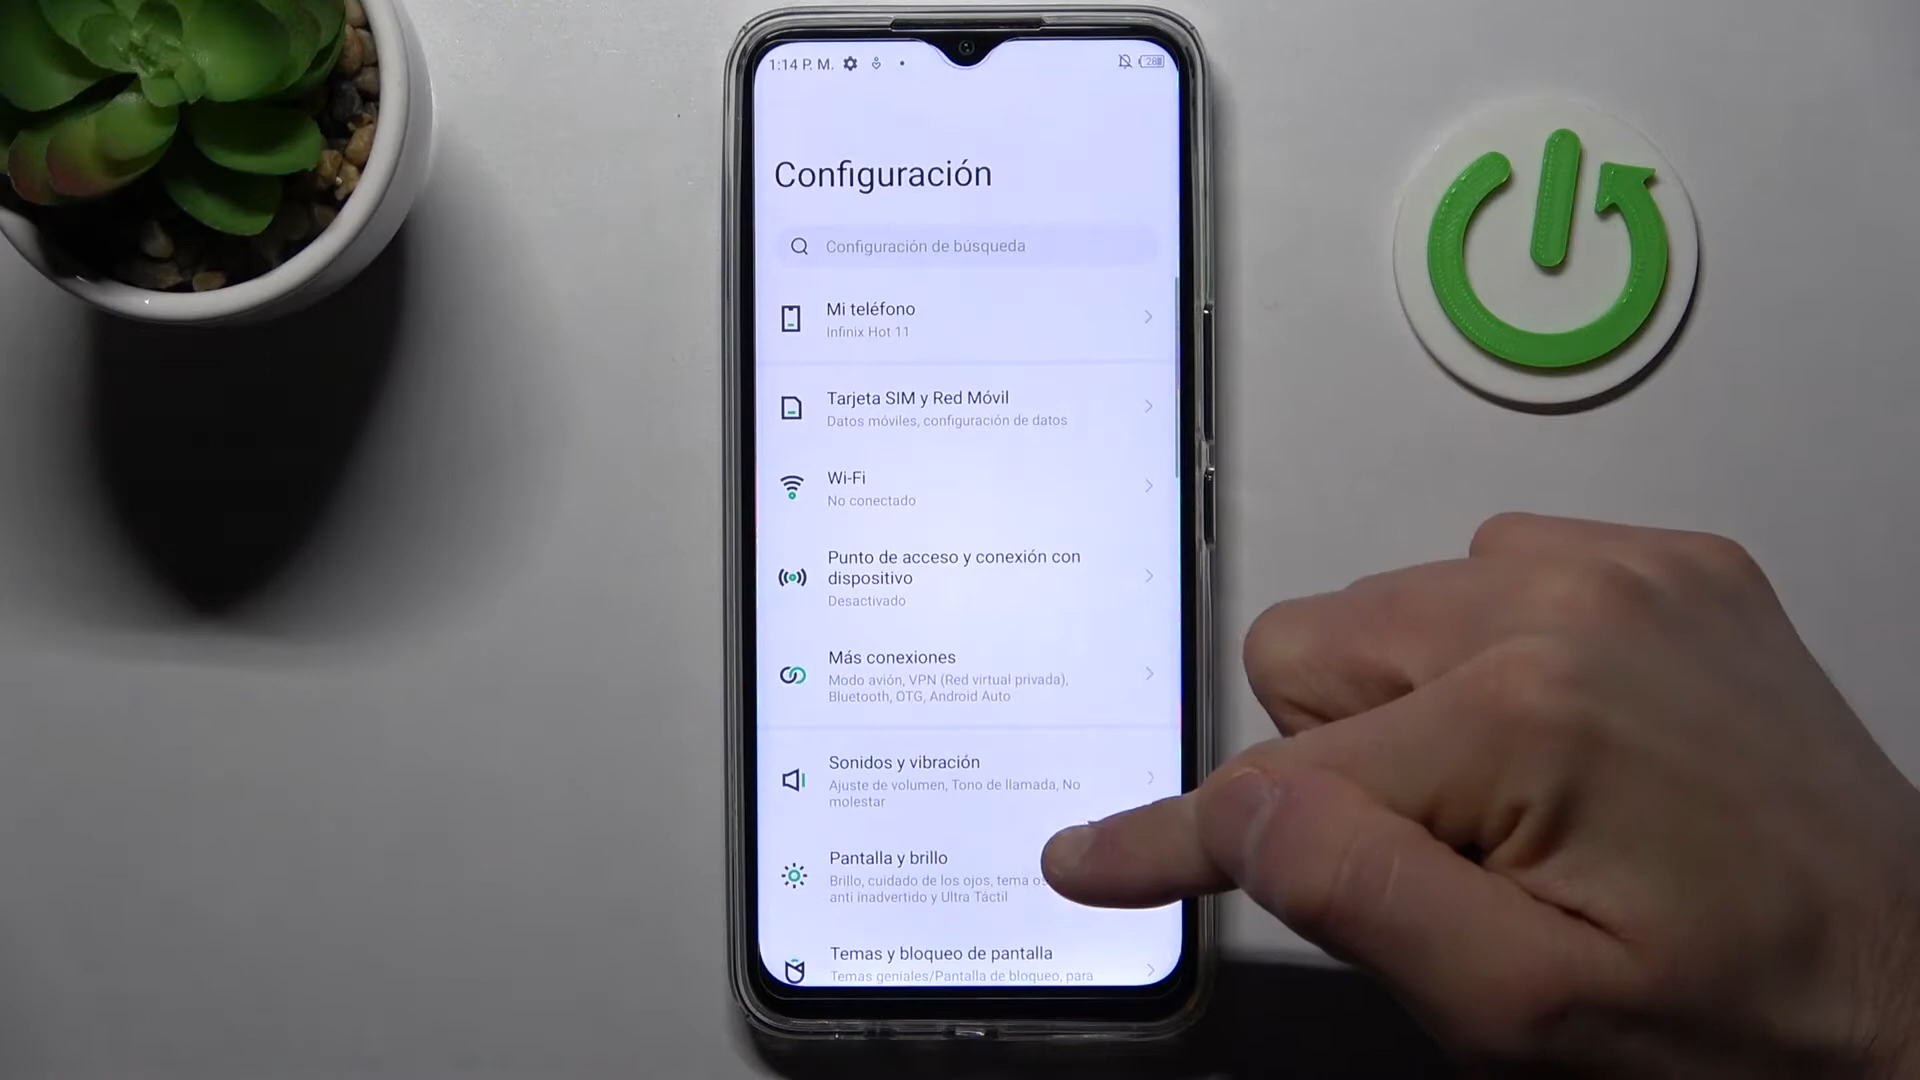 1:14 P. M.
28
Configuración
Configuración de búsqueda
Mi teléfono
Infinix Hot 11
Tarjeta SIM y Red Móvil
Datos móviles, configuración de datos
Wi-Fi
No conectado
Punto de acceso y conexión con
dispositivo
Desactivado
Más conexiones
Modo avión, VPN (Red virtual privada),
Bluetooth, OTG, Android Auto
Sonidos y vibración
Ajuste de volumen, Tono de llamada, No
molestar
Pantalla y brillo
Brillo, cuidado de los ojos, tema
anti inadvertido y Ultra Táctil
Temas y bloqueo de pantalla
Temas geniales/Pantalla de bloqueo, para